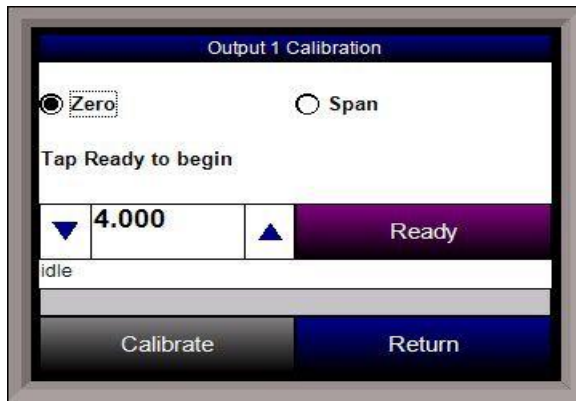 Output 1 Calibration
Zero Span
Tap Ready to begin
4.000 Ready
idle
Calibrate Return